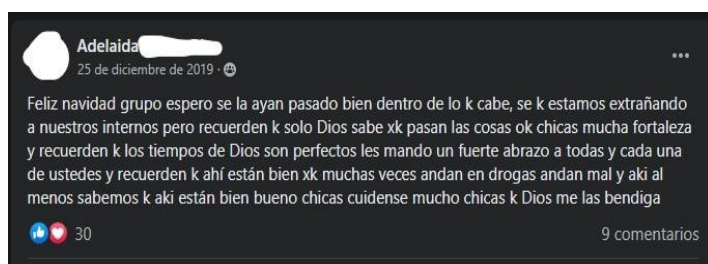 Adelaida
25 de diciembre de 2019 ·
Feliz navidad grupo espero se la ayan pasado bien dentro de lo k cabe, se k estamos extrañando
a nuestros internos pero recuerden k solo Dios sabe xk pasan las cosas ok chicas mucha fortaleza
y recuerden k los tiempos de Dios son perfectos les mando un fuerte abrazo a todas y cada una
de ustedes y recuerden k ahí están bien xk muchas veces andan en drogas andan mal y aki al
menos sabemos k aki están bien bueno chicas cuidense mucho chicas k Dios me las bendiga
30
9 comentarios